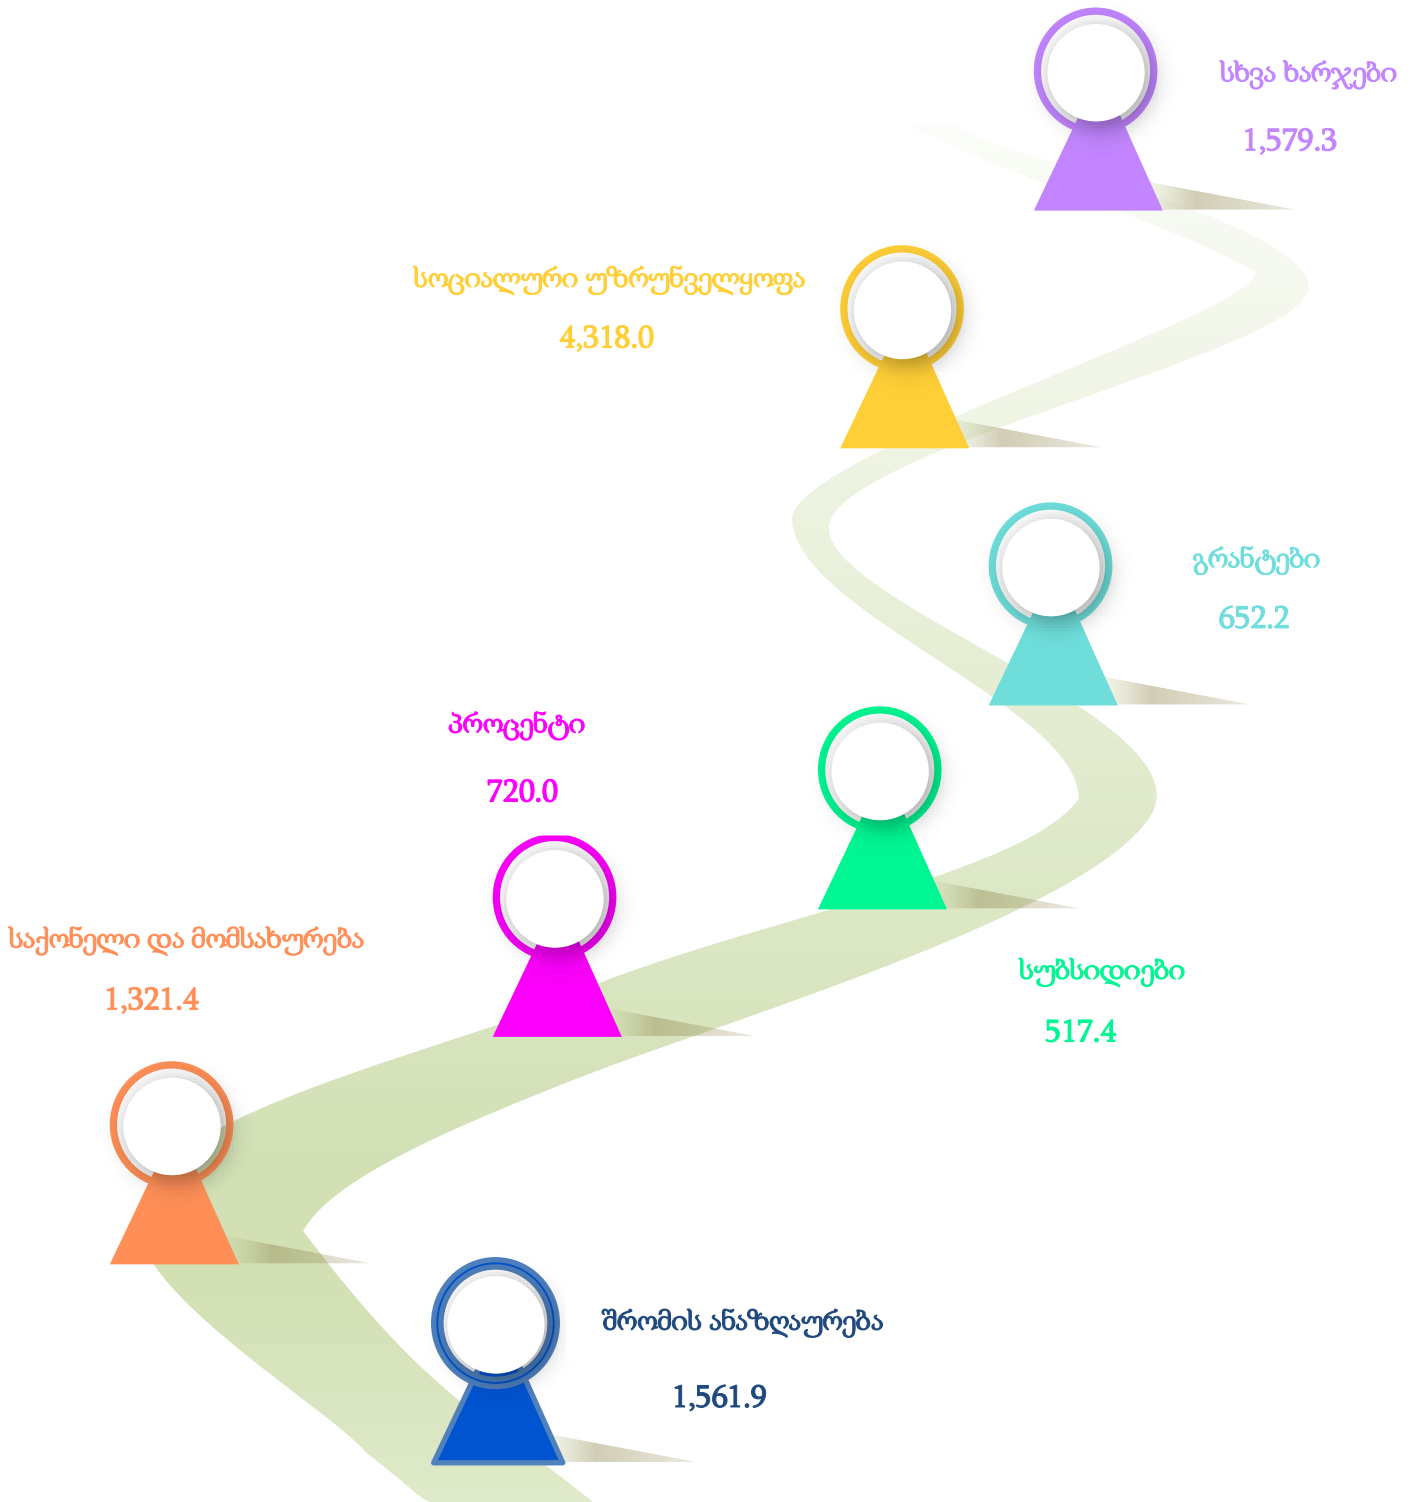 სხვა ხარჯები
1,579.3
სოციალური უზრუნველყოფა
4,318.0
გრანტები
652.2
პროცენტი
720.0
საქონელი და მომსახურება
1,321.4
სუბსიდიები
517.4
შრომის ანაზღაურება
1,561.9